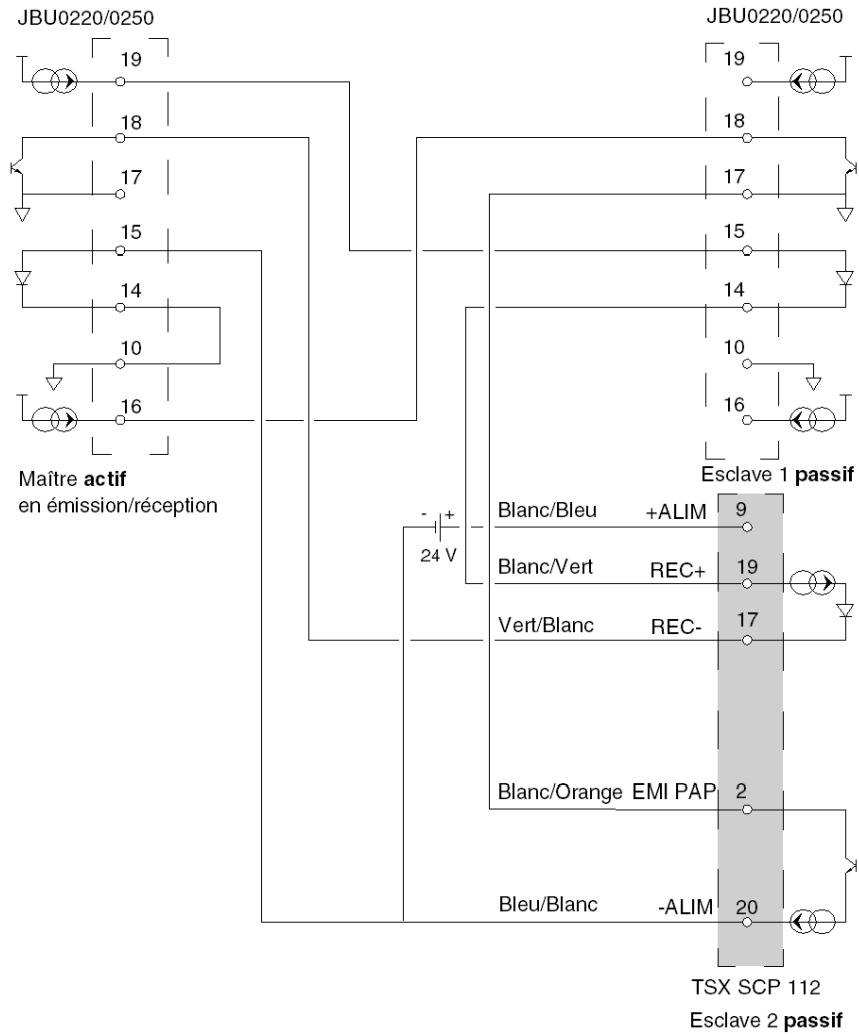 JBU0220/0250
19
18
17
15
14
10
16
Maître actif
en émission/réception
JBU0220/0250
19
18
17
15
14
10
16
Esclave 1 passif
- +
24 V
Blanc/Bleu +ALIM 9
Blanc/Vert REC+ 19
Vert/Blanc REC- 17
Blanc/Orange EMI PAP 2
Bleu/Blanc -ALIM 20
TSX SCP 112
Esclave 2 passif